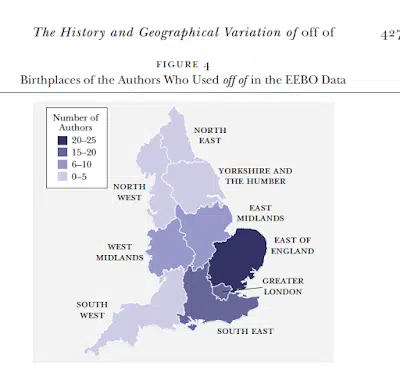 The History and Geographical Variation of off of 427
FIGURE 4
Birthplaces of the Authors Who Used off of in the EEBO Data
Number of
Authors
20–25
15–20
6–10
0–5
NORTH
EAST
YORKSHIRE AND
THE HUMBER
NORTH
WEST
EAST
MIDLANDS
WEST
MIDLANDS
EAST OF
ENGLAND
GREATER
LONDON
SOUTH
WEST
SOUTH EAST